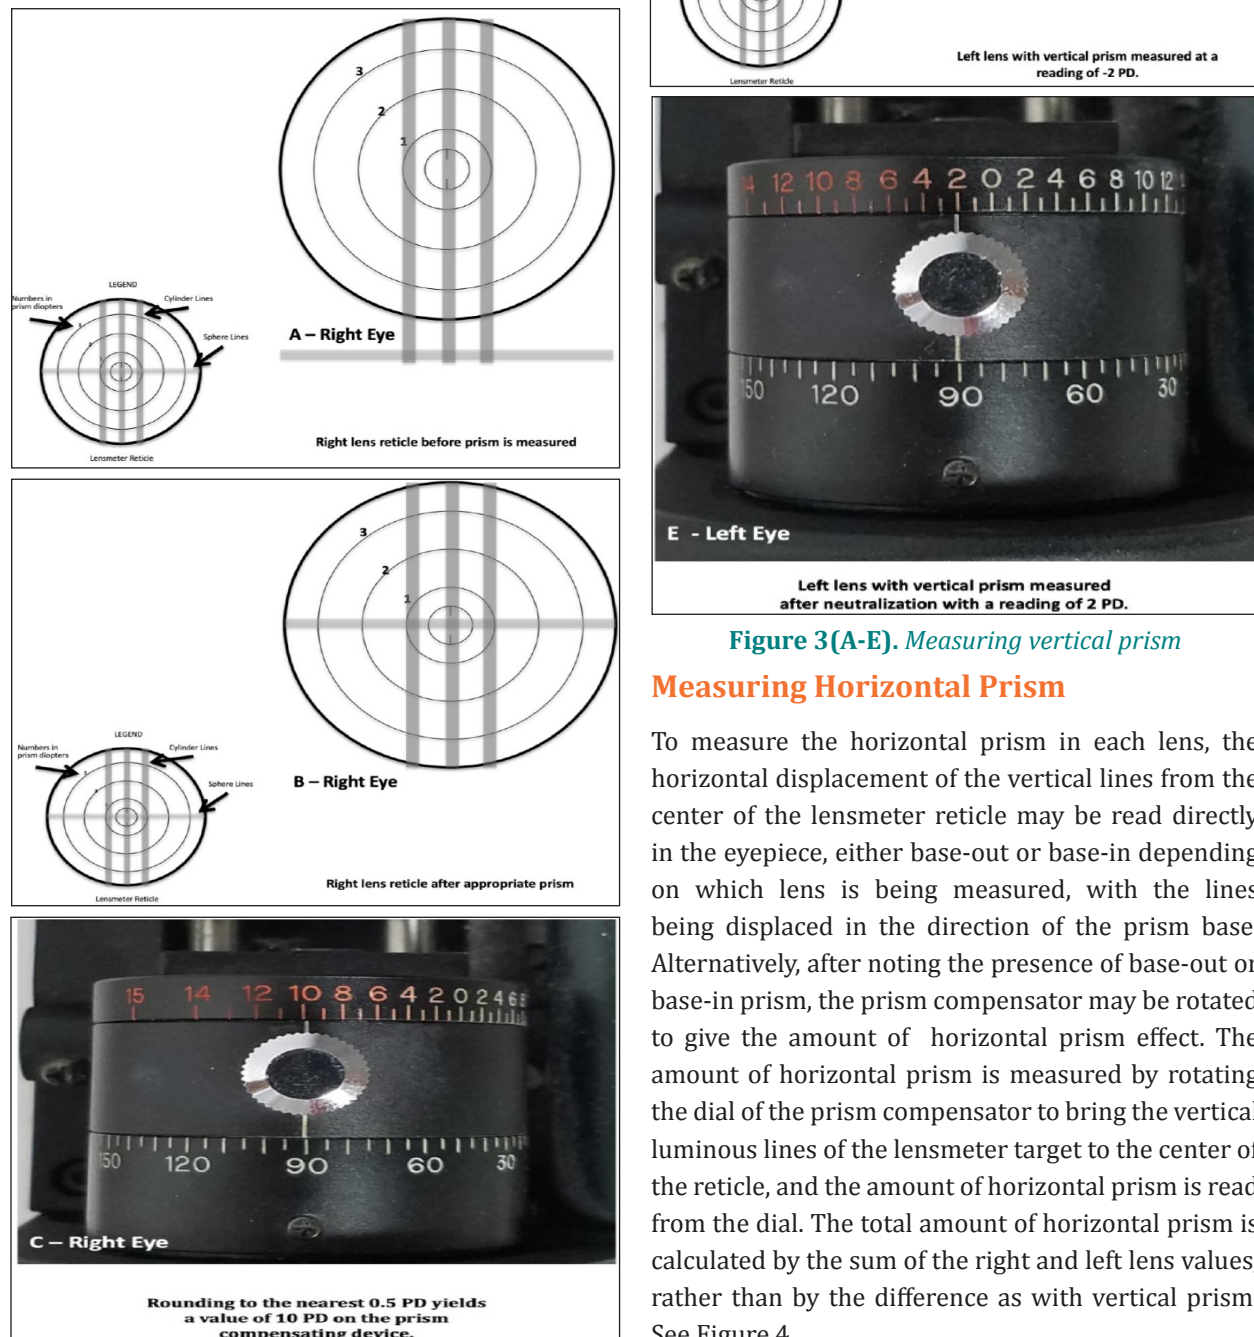 3
2
1
LEGEND
Numbers in
prism diopters
Cylinder Lines
3
Sphere Lines
A – Right Eye
Right lens reticle before prism is measured
Lensmeter Reticle
3
2
1
LEGEND
Numbers in
prism diopters
Cylinder Lines
3
Sphere Lines
B – Right Eye
Right lens reticle after appropriate prism
Lensmeter Reticle
15 14 12 10 8 6 4 2 0 2 4 6 8
150 120 90 60 30
C – Right Eye
Rounding to the nearest 0.5 PD yields
a value of 10 PD on the prism
compensating device.
Left lens with vertical prism measured at a
reading of -2 PD.
Lensmeter Reticle
14 12 10 8 6 4 2 0 2 4 6 8 10 12
150 120 90 60 30
E - Left Eye
Left lens with vertical prism measured
after neutralization with a reading of 2 PD.
Figure 3(A-E). Measuring vertical prism
Measuring Horizontal Prism
To measure the horizontal prism in each lens, the
horizontal displacement of the vertical lines from the
center of the lensmeter reticle may be read directly
in the eyepiece, either base-out or base-in depending
on which lens is being measured, with the lines
being displaced in the direction of the prism base.
Alternatively, after noting the presence of base-out or
base-in prism, the prism compensator may be rotated
to give the amount of horizontal prism effect. The
amount of horizontal prism is measured by rotating
the dial of the prism compensator to bring the vertical
luminous lines of the lensmeter target to the center of
the reticle, and the amount of horizontal prism is read
from the dial. The total amount of horizontal prism is
calculated by the sum of the right and left lens values,
rather than by the difference as with vertical prism.
See Figure 4